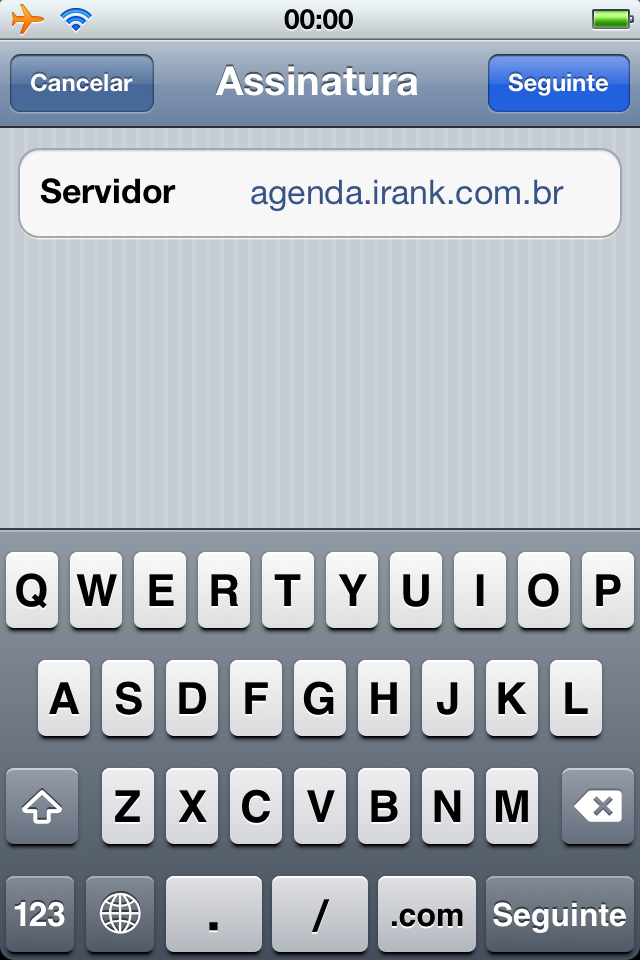 00:00
Cancelar Assinatura Seguinte
Servidor agenda.irank.com.br
Q W E R T Y U I O P
A S D F G H J K L
Z X C V B N M
123 . / .com Seguinte